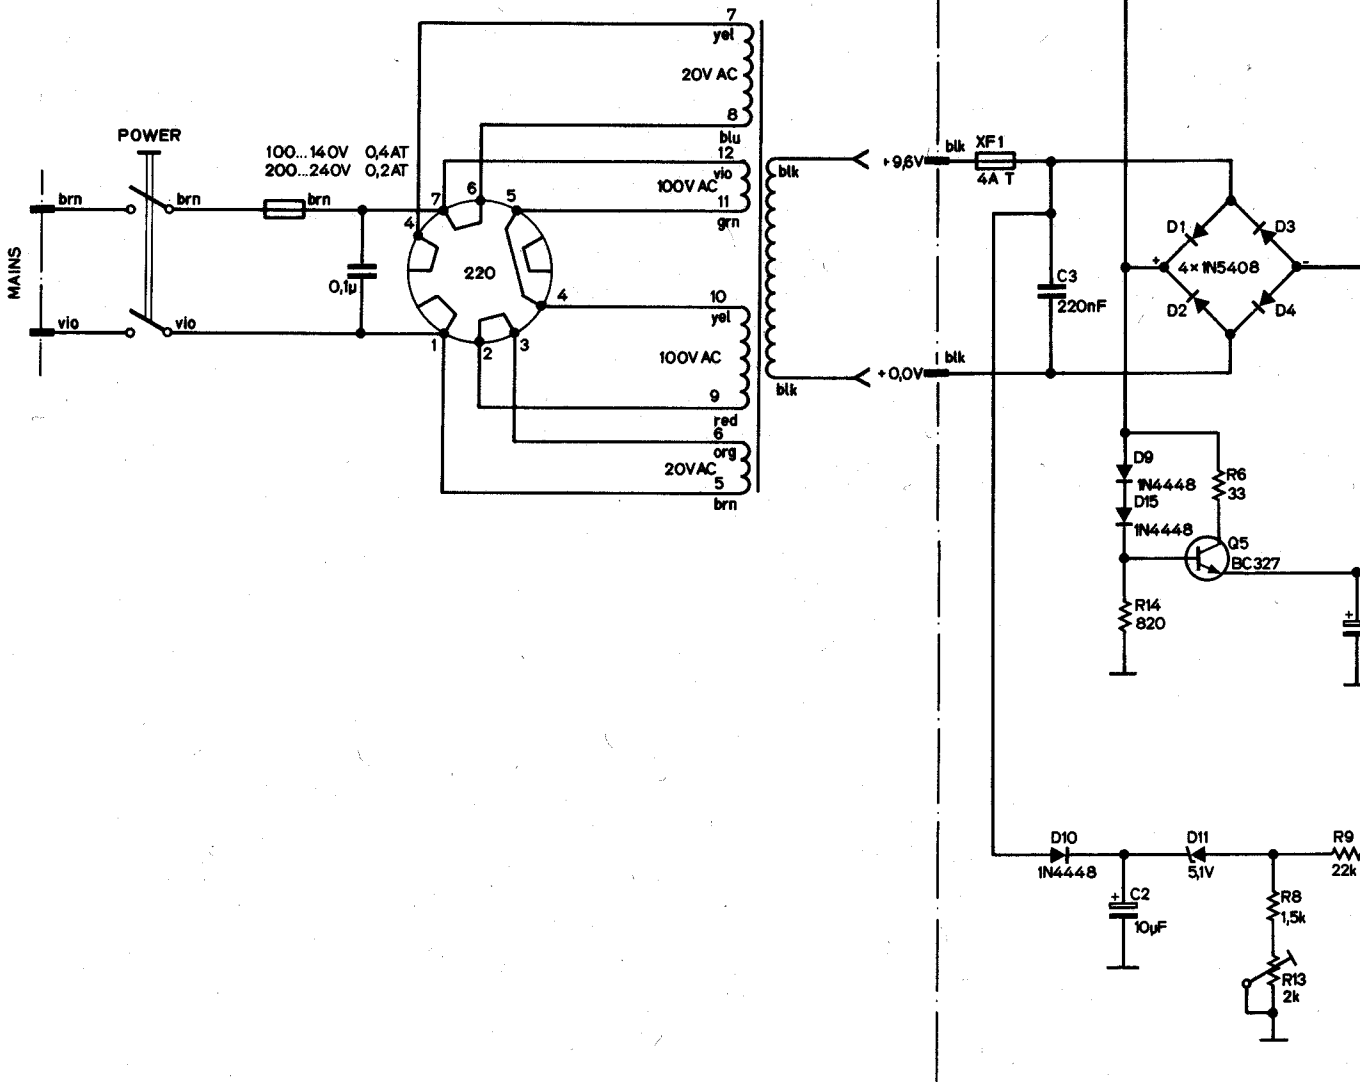 7
yel
20V AC
8
blu
POWER
100...140V 0,4AT
200...240V 0,2AT
12
vio
100V AC
11
grn
brn
brn
brn
7
6
5
4
220
0,1µ
MAINS
vio
vio
1
2
3
4
10
yel
100V AC
9
red
6
org
20V AC
5
brn
blk
blk
+9,6V
blk
XF1
4A T
+0,0V
blk
C3
220nF
D1
D3
+
4×1N5408
-
D2
D4
D9
1N4448
D15
1N4448
R6
33
Q5
BC327
R14
820
+
D10
1N4448
D11
5,1V
R9
22k
+
C2
10µF
R8
1,5k
R13
2k